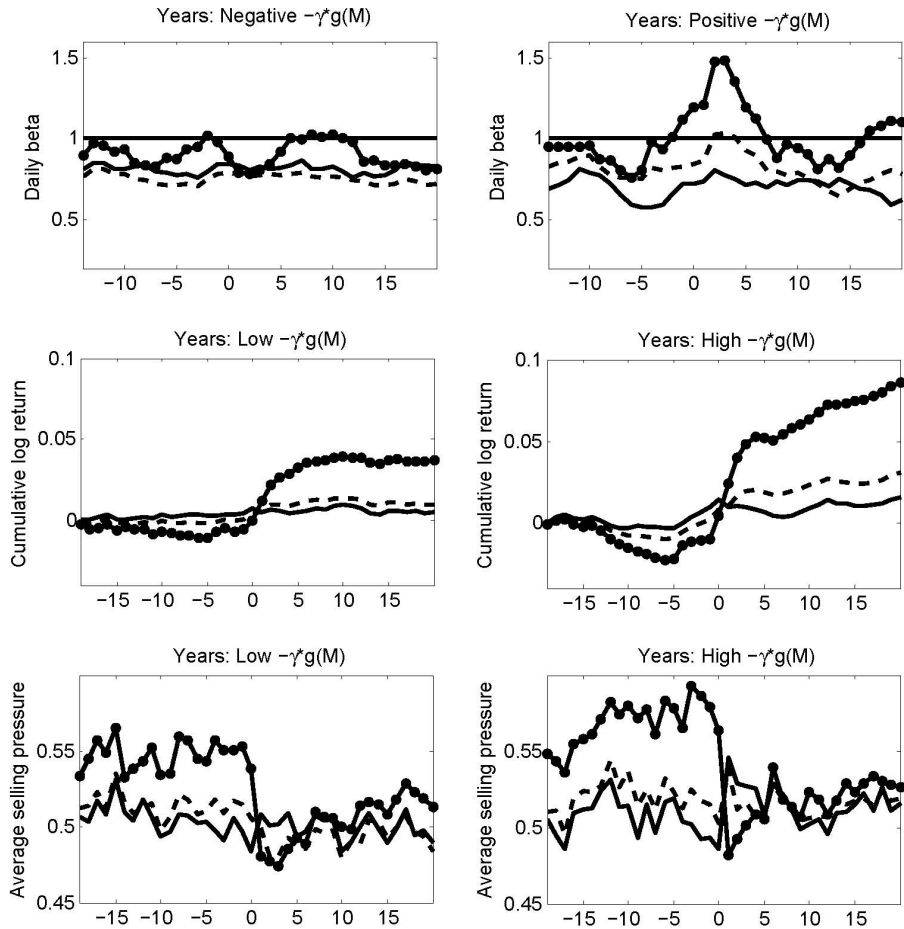 Years: Negative −γ*g(M)
Daily beta
1.5
1
0.5
−10 −5 0 5 10 15
Years: Positive −γ*g(M)
Daily beta
1.5
1
0.5
−10 −5 0 5 10 15
Years: Low −γ*g(M)
Cumulative log return
0.1
0.05
0
−15 −10 −5 0 5 10 15
Years: High −γ*g(M)
Cumulative log return
0.1
0.05
0
−15 −10 −5 0 5 10 15
Years: Low −γ*g(M)
Average selling pressure
0.55
0.5
0.45
−15 −10 −5 0 5 10 15
Years: High −γ*g(M)
Average selling pressure
0.55
0.5
0.45
−15 −10 −5 0 5 10 15